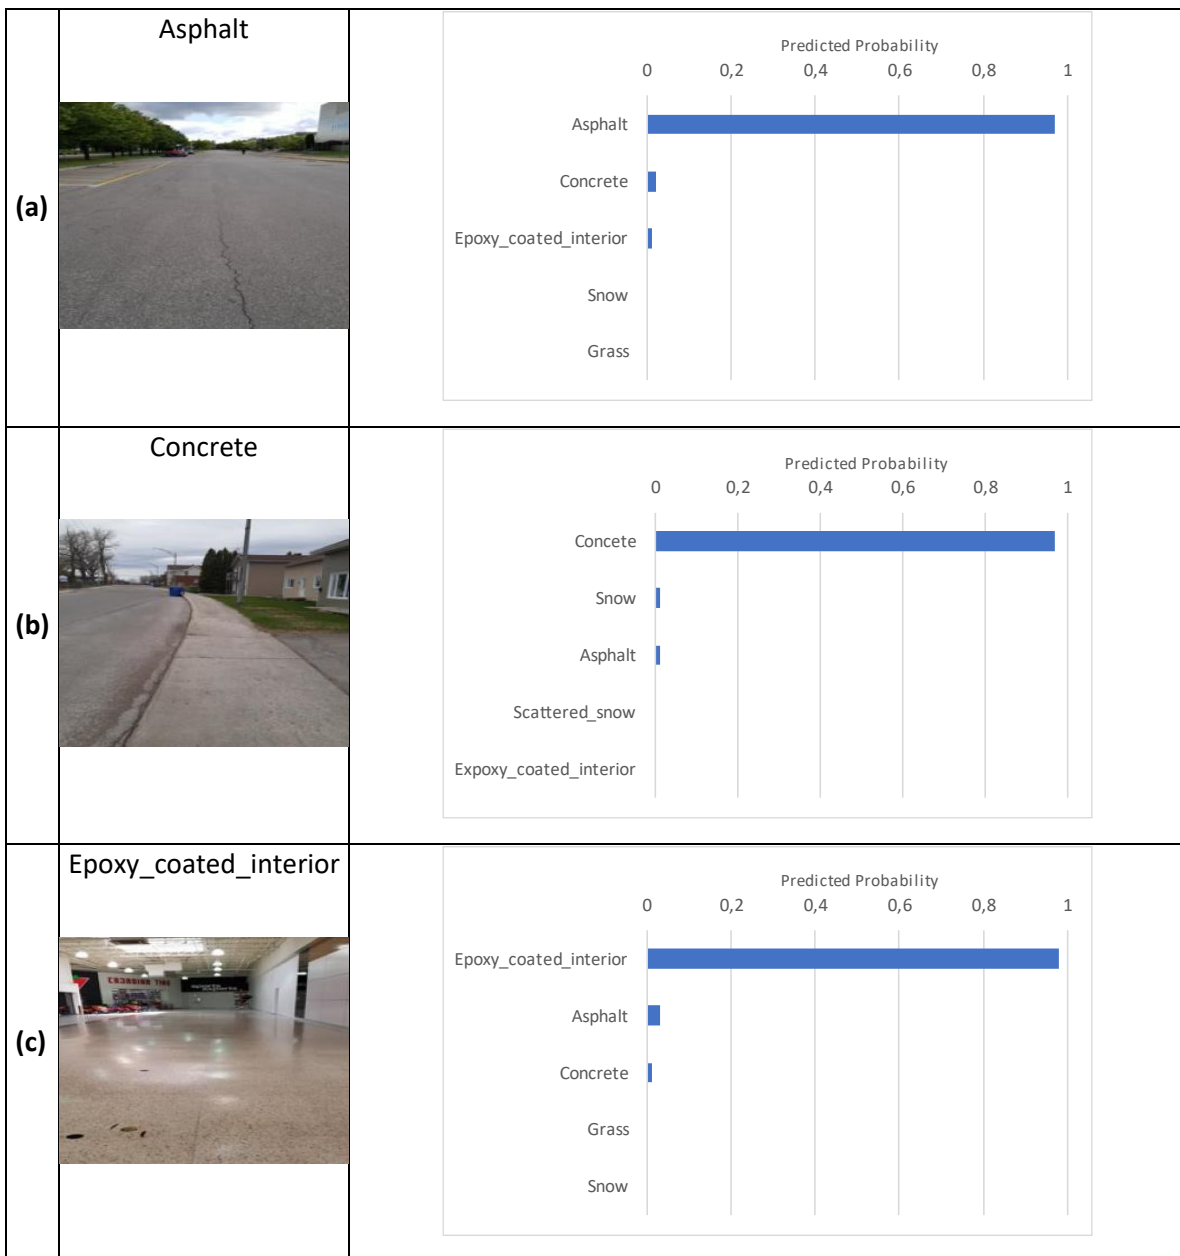 Asphalt
(a)
Predicted Probability
0 0,2 0,4 0,6 0,8 1
Asphalt
Concrete
Epoxy_coated_interior
Snow
Grass
Concrete
(b)
Predicted Probability
0 0,2 0,4 0,6 0,8 1
Concete
Snow
Asphalt
Scattered_snow
Expoxy_coated_interior
Epoxy_coated_interior
(c)
Predicted Probability
0 0,2 0,4 0,6 0,8 1
Epoxy_coated_interior
Asphalt
Concrete
Grass
Snow